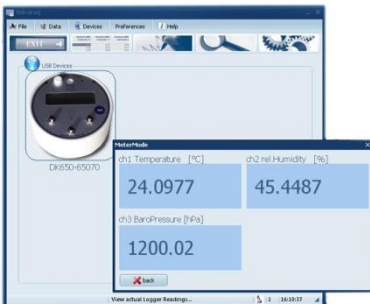 File Data Devices Preferences Help
EXIT
USB Devices
DK650-65070
MeterMode
ch1 Temperature [°C] ch2 rel.Humidity [%]
24.0977 45.4487
ch3 BaroPressure [hPa]
1200.02
back
View actual Logger Readings... 1 16:10:37